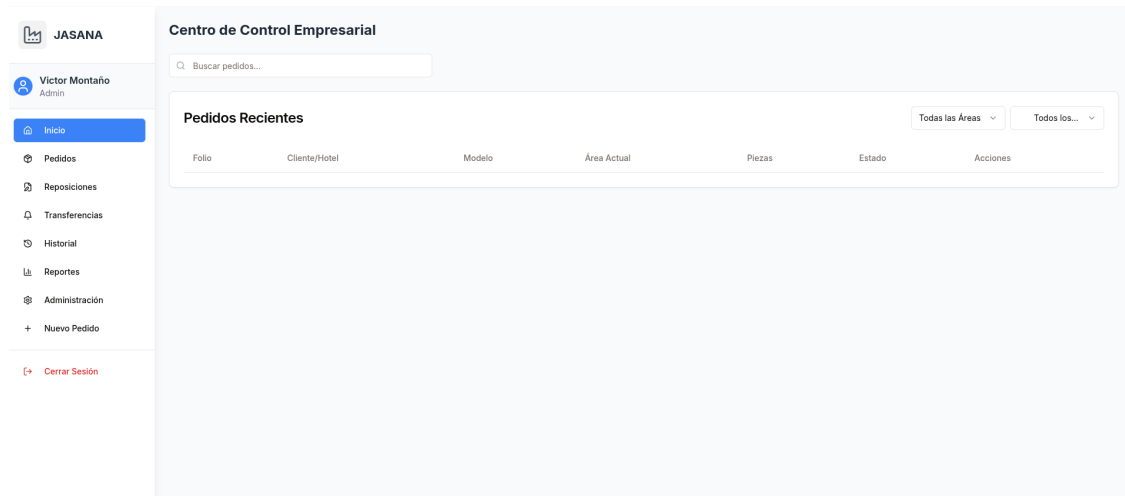 JASANA
Victor Montaño
Admin
Inicio
Pedidos
Reposiciones
Transferencias
Historial
Reportes
Administración
Nuevo Pedido
Cerrar Sesión
Centro de Control Empresarial
Buscar pedidos...
Pedidos Recientes
Todas las Áreas
Todos los...
Folio Cliente/Hotel Modelo Área Actual Piezas Estado Acciones